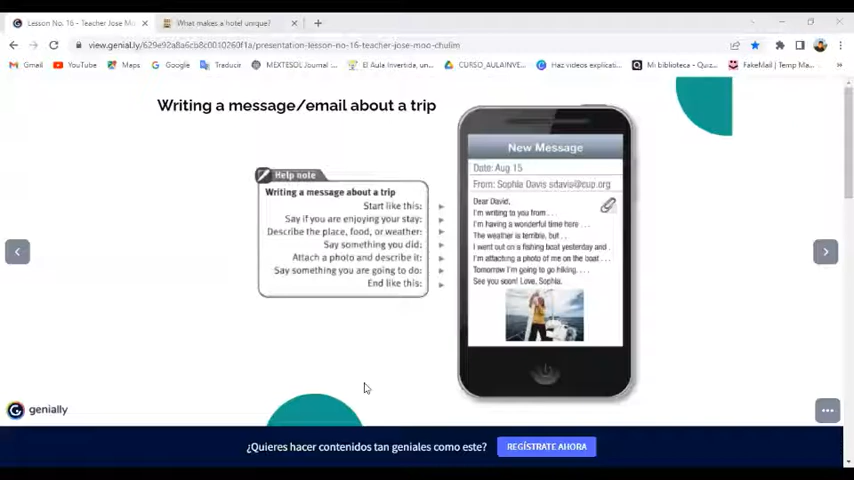 Lesson No. 16 - Teacher Jose Mo
What makes a hotel unique?
view.genial.ly/629e92a8a6cb8c0010260f1a/presentation-lesson-no-16-teacher-jose-moo-chulim
Gmail
YouTube
Maps
Google
Traducir
MEXTESOL Journal :...
El Aula Invertida, un...
CURSO_AULAINVE...
Haz videos explicati...
Mi biblioteca - Quiz...
FakeMail | Temp Ma...
Writing a message/email about a trip
Help note
Writing a message about a trip
Start like this:
Say if you are enjoying your stay:
Describe the place, food, or weather:
Say something you did:
Attach a photo and describe it:
Say something you are going to do:
End like this:
New Message
Date: Aug 15
From: Sophia Davis sdavis@cup.org
Dear David,
I'm writing to you from . . .
I'm having a wonderful time here . . .
The weather is terrible, but . .
I went out on a fishing boat yesterday and .
I'm attaching a photo of me on the boat . . .
Tomorrow I'm going to go hiking. . . .
See you soon! Love, Sophia.
genially
¿Quieres hacer contenidos tan geniales como este?
REGÍSTRATE AHORA